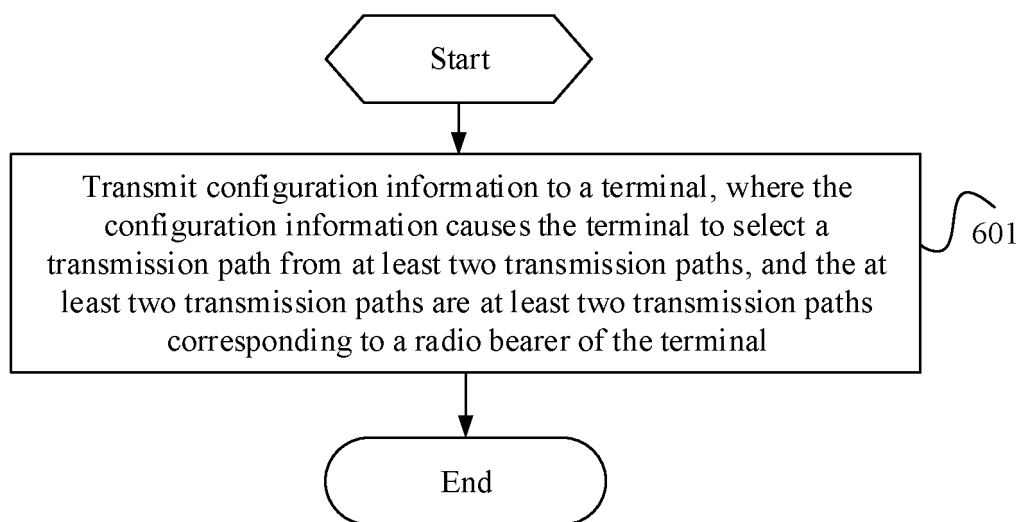 Start
Transmit configuration information to a terminal, where the
configuration information causes the terminal to select a
transmission path from at least two transmission paths, and the at
least two transmission paths are at least two transmission paths
corresponding to a radio bearer of the terminal
601
End